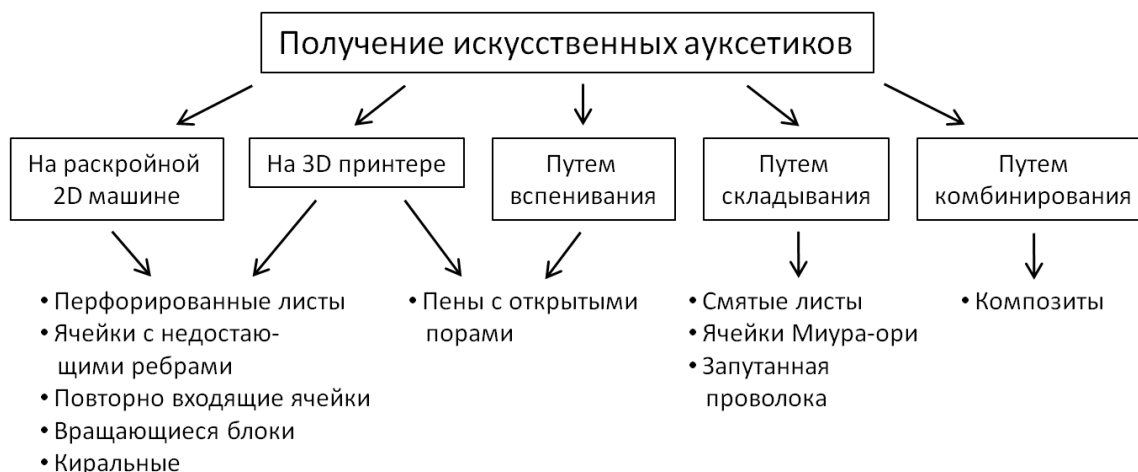 Получение искусственных ауксетиков
На раскройной
2D машине
На 3D принтере
Путем
вспенивания
Путем
складывания
Путем
комбинирования
• Перфорированные листы
• Ячейки с недостаю-
щими ребрами
• Повторно входящие ячейки
• Вращающиеся блоки
• Киральные
• Пены с открытыми
порами
• Смятые листы
• Ячейки Миура-ори
• Запутанная
проволока
• Композиты